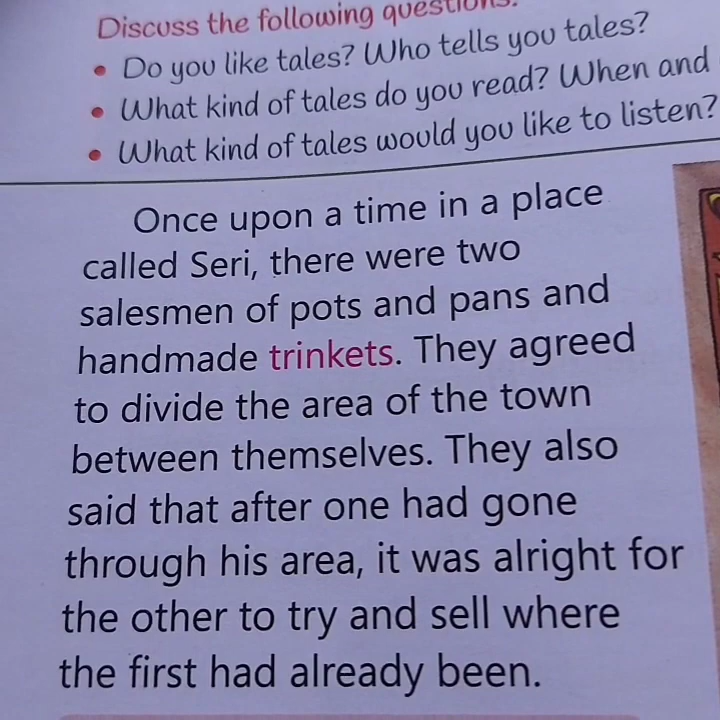 Discuss the following questions.
• Do you like tales? Who tells you tales?
• What kind of tales do you read? When and
• What kind of tales would you like to listen?
Once upon a time in a place
called Seri, there were two
salesmen of pots and pans and
handmade trinkets. They agreed
to divide the area of the town
between themselves. They also
said that after one had gone
through his area, it was alright for
the other to try and sell where
the first had already been.